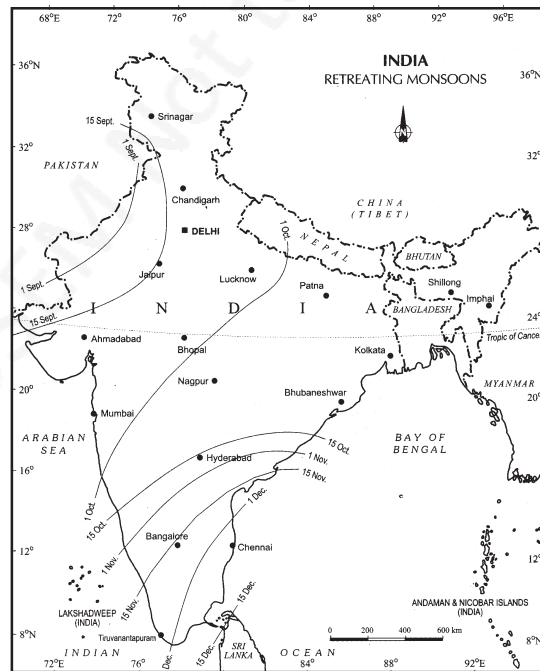 68°E
72°E
76°E
80°E
84°E
88°E
92°E
96°E
INDIA
RETREATING MONSOONS
36°N
36°N
N
15 Sept.
Srinagar
32°
32°
1 Sept.
PAKISTAN
Chandigarh
CHINA
(TIBET)
28°
28°
DELHI
1 Oct.
NEPAL
BHUTAN
1 Sept.
Jaipur
Lucknow
Patna
Shillong
Imphal
15 Sept.
INDIA
BANGLADESH
24°
24°
Tropic of Cancer
Ahmadabad
Bhopal
Kolkata
MYANMAR
Nagpur
20°
20°
Bhubaneshwar
Mumbai
ARABIAN
SEA
BAY OF
BENGAL
15 Oct.
1 Nov.
15 Nov.
Hyderabad
16°
16°
1 Dec.
1 Oct.
15 Oct.
Bangalore
Chennai
12°
12°
1 Nov.
15 Nov.
15 Dec.
LAKSHADWEEP
(INDIA)
ANDAMAN & NICOBAR ISLANDS
(INDIA)
Tiruvanantapuram
8°N
8°N
0 200 400 600 km
SRI
LANKA
Dec.
15 Dec.
INDIAN OCEAN
72°E
76°
84°
88°
92°E